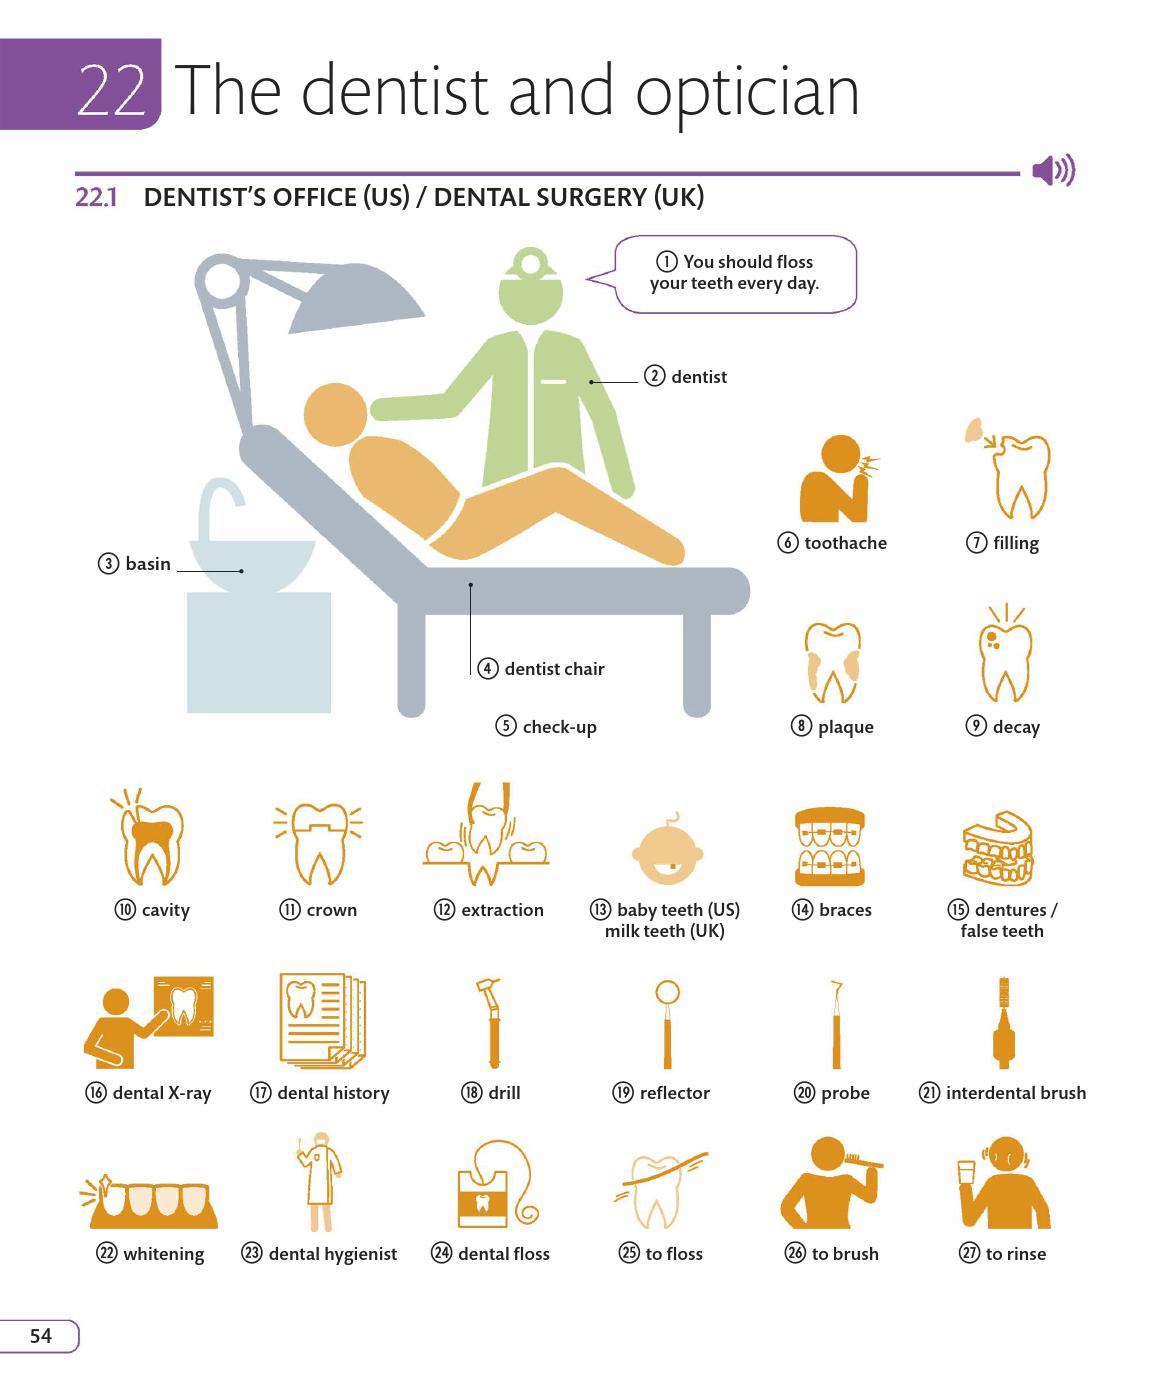 22 The dentist and optician
22.1 DENTIST’S OFFICE (US) / DENTAL SURGERY (UK)
① You should floss
your teeth every day.
② dentist
③ basin
④ dentist chair
⑤ check-up
⑥ toothache
⑦ filling
⑧ plaque
⑨ decay
⑩ cavity
⑪ crown
⑫ extraction
⑬ baby teeth (US)
milk teeth (UK)
⑭ braces
⑮ dentures /
false teeth
⑯ dental X-ray
⑰ dental history
⑱ drill
⑲ reflector
⑳ probe
㉑ interdental brush
㉒ whitening
㉓ dental hygienist
㉔ dental floss
㉕ to floss
㉖ to brush
㉗ to rinse
54